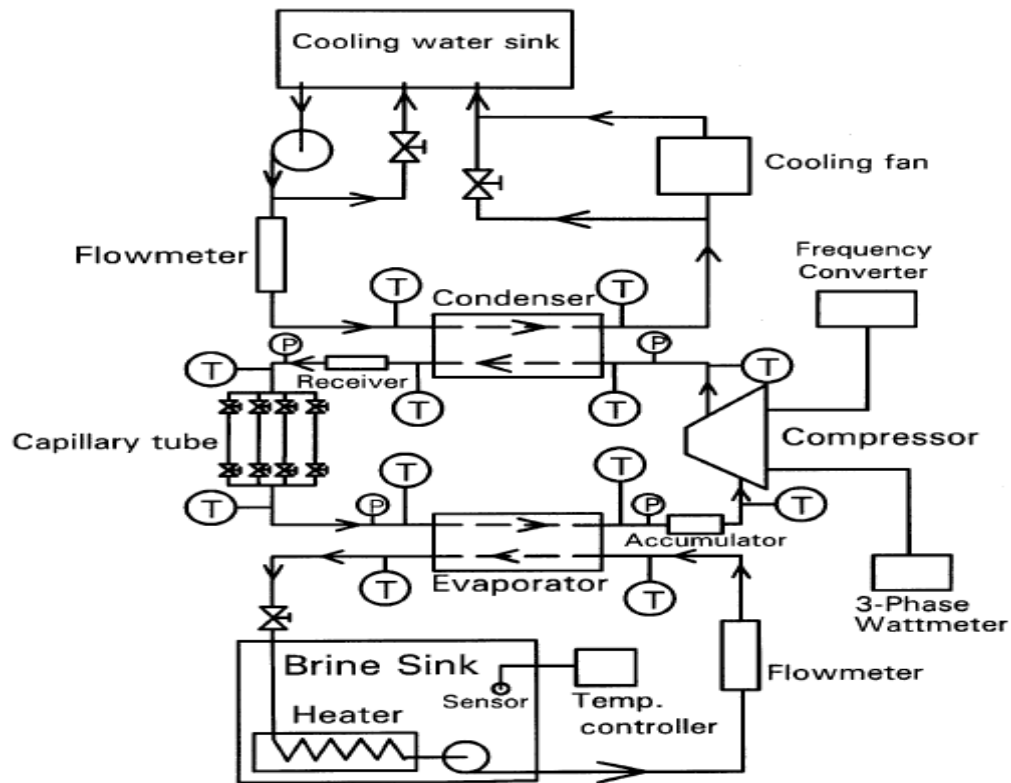 Cooling water sink
Cooling fan
Flowmeter
Frequency
Converter
T
Condenser
T
P
P
T
Receiver
T
T
T
Capillary tube
Compressor
T
T
P
T
P
T
Accumulator
T
Evaporator
T
3-Phase
Wattmeter
Brine Sink
Sensor
Temp.
controller
Flowmeter
Heater